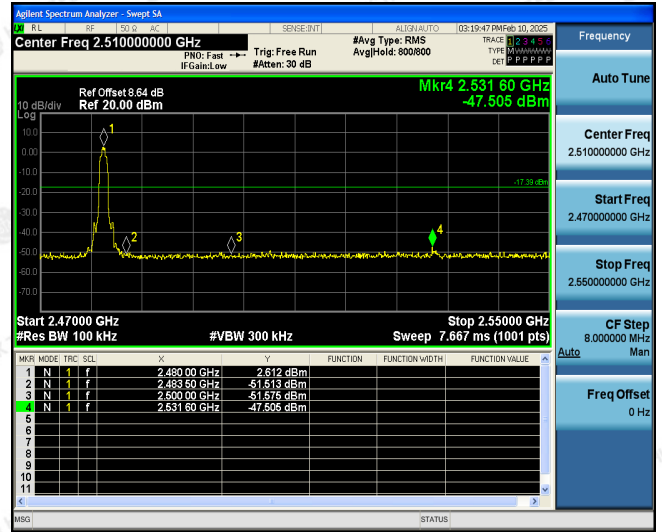 Agilent Spectrum Analyzer - Swept SA
RL RF 50 Ω AC SENSE:INT ALIGN AUTO 03:19:47 PM Feb 10, 2025
Center Freq 2.510000000 GHz
PNO: Fast
IFGain:Low
Trig: Free Run
#Atten: 30 dB
#Avg Type: RMS
Avg|Hold: 800/800
TRACE 1 2 3 4 5 6
TYPE M
DET P P P P P P
Frequency
Auto Tune
Center Freq
2.510000000 GHz
Start Freq
2.470000000 GHz
Stop Freq
2.550000000 GHz
CF Step
8.000000 MHz
Auto Man
Freq Offset
0 Hz
Mkr4 2.531 60 GHz
-47.505 dBm
Ref Offset 8.64 dB
10 dB/div Ref 20.00 dBm
Log
10.0
0.00
-10.0
-20.0
-30.0
-40.0
-50.0
-60.0
-70.0
1
2
3
4
-17.39 dBm
Start 2.47000 GHz Stop 2.55000 GHz
#Res BW 100 kHz #VBW 300 kHz Sweep 7.667 ms (1001 pts)
MKR MODE TRC SCL X Y FUNCTION FUNCTION WIDTH FUNCTION VALUE
1 N 1 f 2.480 00 GHz 2.612 dBm
2 N 1 f 2.483 50 GHz -51.513 dBm
3 N 1 f 2.500 00 GHz -51.575 dBm
4 N 1 f 2.531 60 GHz -47.505 dBm
5
6
7
8
9
10
11
MSG STATUS